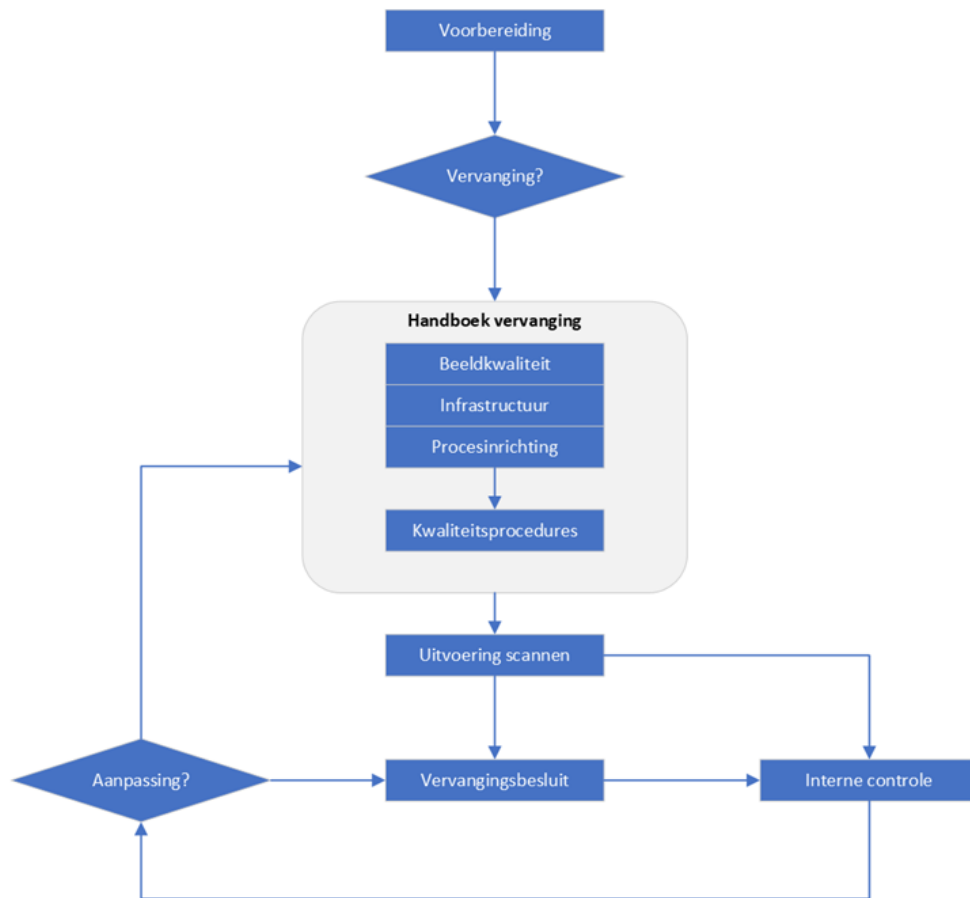 Voorbereiding
Vervanging?
Handboek vervanging
Beeldkwaliteit
Infrastructuur
Procesinrichting
Kwaliteitsprocedures
Uitvoering scannen
Aanpassing?
Vervangingsbesluit
Interne controle